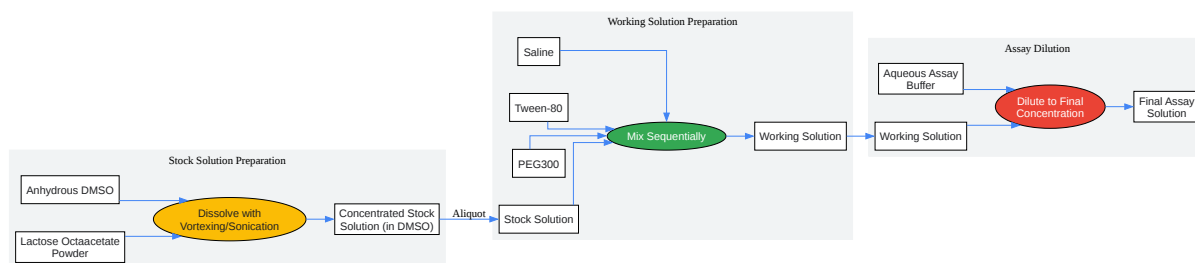 Stock Solution Preparation
Anhydrous DMSO
Lactose Octaacetate
Powder
Dissolve with
Vortexing/Sonication
Concentrated Stock
Solution (in DMSO)
Aliquot
Working Solution Preparation
Saline
Tween-80
PEG300
Stock Solution
Mix Sequentially
Working Solution
Assay Dilution
Aqueous Assay
Buffer
Working Solution
Dilute to Final
Concentration
Final Assay
Solution